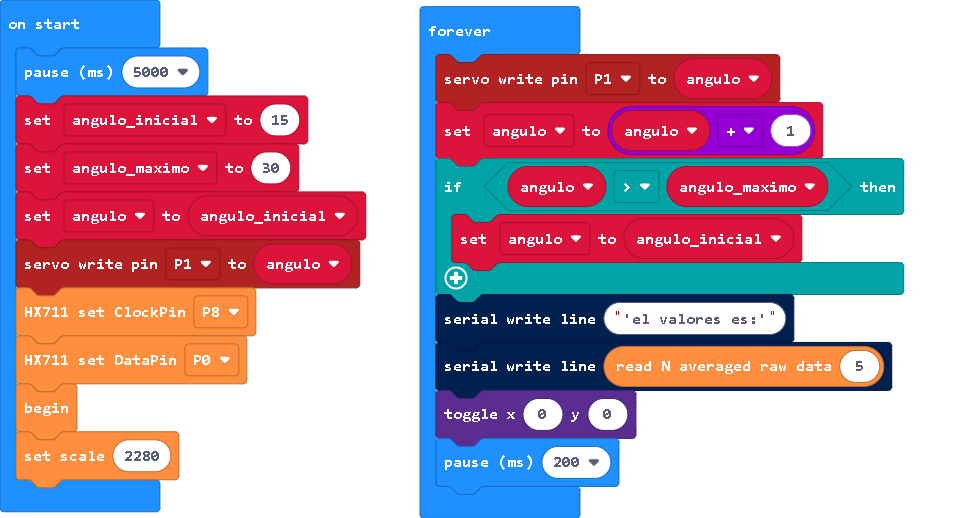 on start
pause (ms) 5000
set angulo_inicial to 15
set angulo_maximo to 30
set angulo to angulo_inicial
servo write pin P1 to angulo
HX711 set ClockPin P8
HX711 set DataPin P0
begin
set scale 2280
forever
servo write pin P1 to angulo
set angulo to angulo + 1
if angulo > angulo_maximo then
set angulo to angulo_inicial
serial write line "'el valores es:'"
serial write line read N averaged raw data 5
toggle x 0 y 0
pause (ms) 200